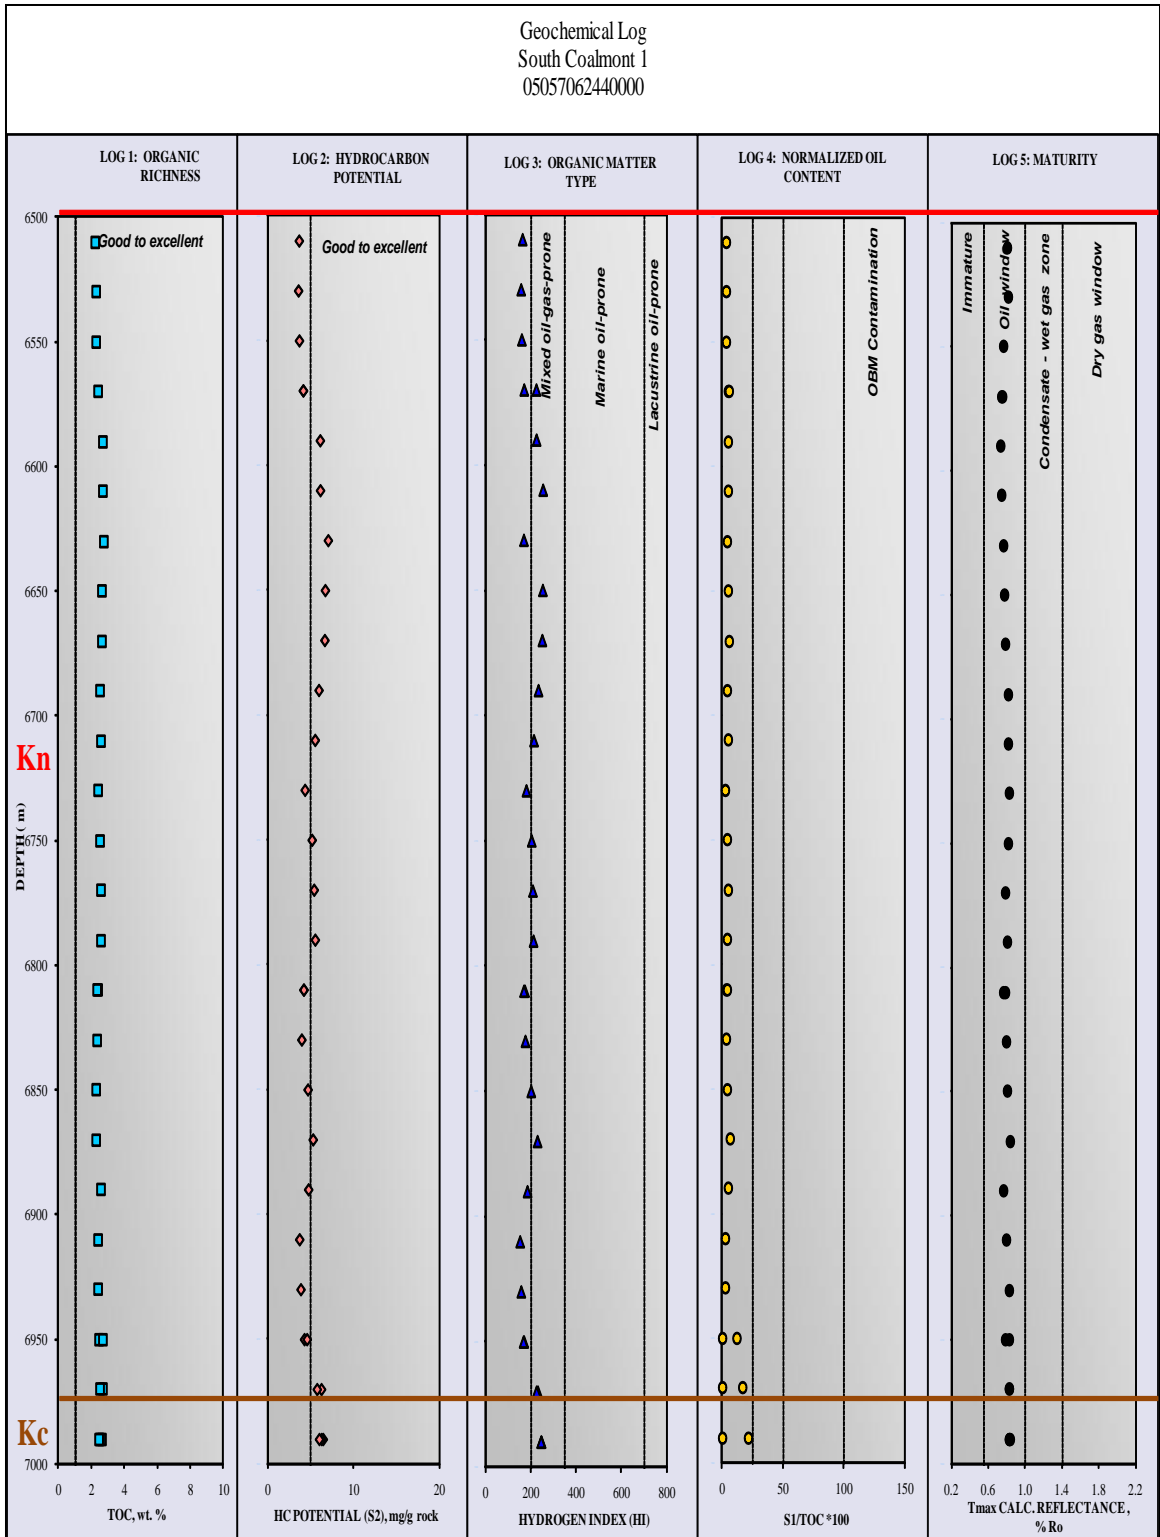 Geochemical Log
South Coalmont 1
05057062440000
LOG 1: ORGANIC
RICHNESS
LOG 2: HYDROCARBON
POTENTIAL
LOG 3: ORGANIC MATTER
TYPE
LOG 4: NORMALIZED OIL
CONTENT
LOG 5: MATURITY
Good to excellent
Good to excellent
Mixed oil-gas-prone
Marine oil-prone
Lacustrine oil-prone
OBM Contamination
Immature
Oil window
Condensate - wet gas zone
Dry gas window
6500
6550
6600
6650
6700
6750
6800
6850
6900
6950
7000
Kn
DEPTH ( m)
Kc
0 2 4 6 8 10
TOC, wt. %
0 10 20
HC POTENTIAL (S2), mg/g rock
0 200 400 600 800
HYDROGEN INDEX (HI)
0 50 100 150
S1/TOC *100
0.2 0.6 1.0 1.4 1.8 2.2
Tmax CALC. REFLECTANCE ,
% Ro